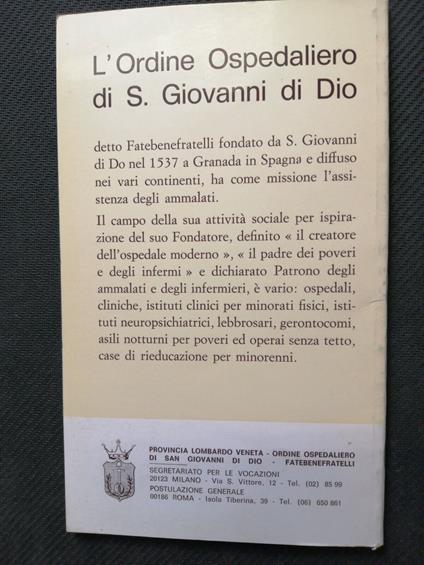 L'Ordine Ospedaliero
di S. Giovanni di Dio
detto Fatebenefratelli fondato da S. Giovanni
di Do nel 1537 a Granada in Spagna e diffuso
nei vari continenti, ha come missione l'assi-
stenza degli ammalati.
Il campo della sua attività sociale per ispira-
zione del suo Fondatore, definito « il creatore
dell'ospedale moderno », « il padre dei poveri
e degli infermi » e dichiarato Patrono degli
ammalati e degli infermieri, è vario: ospedali,
cliniche, istituti clinici per minorati fisici, isti-
tuti neuropsichiatrici, lebbrosari, gerontocomi,
asili notturni per poveri ed operai senza tetto,
case di rieducazione per minorenni.
PROVINCIA LOMBARDO VENETA - ORDINE OSPEDALIERO
DI SAN GIOVANNI DI DIO - FATEBENEFRATELLI
SEGRETARIATO PER LE VOCAZIONI
20123 MILANO - Via S. Vittore, 12 - Tel. (02) 85 99
POSTULAZIONE GENERALE
00186 ROMA - Isola Tiberina, 39 - Tel. (06) 650 861